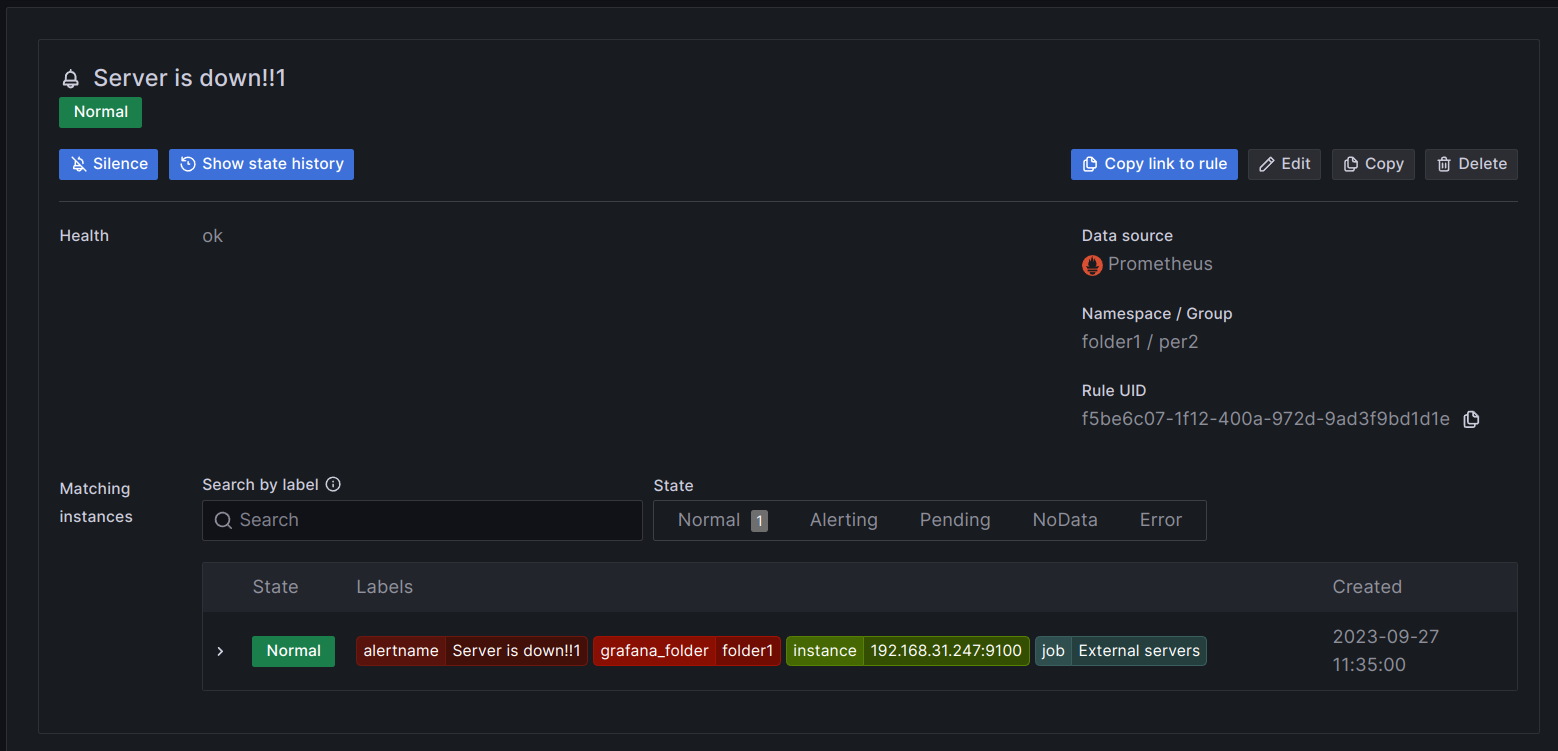 Server is down!!1
Normal
Silence Show state history Copy link to rule Edit Copy Delete
Health ok Data source
Prometheus
Namespace / Group
folder1 / per2
Rule UID
f5be6c07-1f12-400a-972d-9ad3f9bd1d1e
Matching instances
Search by label State
Search Normal 1 Alerting Pending NoData Error
State Labels Created
Normal alertname Server is down!!1 grafana_folder folder1 instance 192.168.31.247:9100 job External servers 2023-09-27
11:35:00